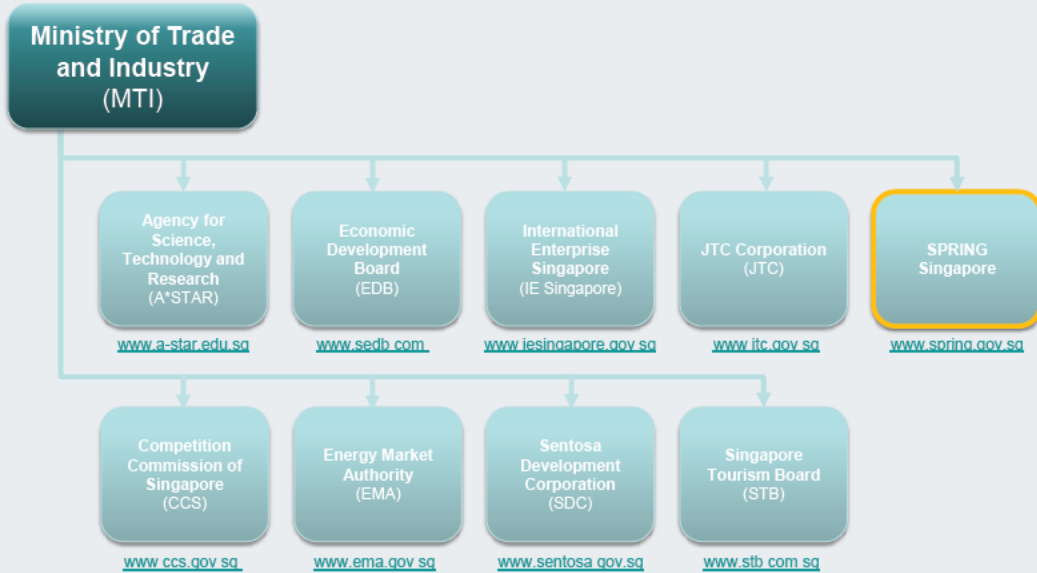 Ministry of Trade
and Industry
(MTI)
Agency for
Science,
Technology and
Research
(A*STAR)
Economic
Development
Board
(EDB)
International
Enterprise
Singapore
(IE Singapore)
JTC Corporation
(JTC)
SPRING
Singapore
www.a-star.edu.sg
www.sedb.com
www.iesingapore.gov.sg
www.jtc.gov.sg
www.spring.gov.sg
Competition
Commission of
Singapore
(CCS)
Energy Market
Authority
(EMA)
Sentosa
Development
Corporation
(SDC)
Singapore
Tourism Board
(STB)
www.ccs.gov.sg
www.ema.gov.sg
www.sentosa.gov.sg
www.stb.com.sg